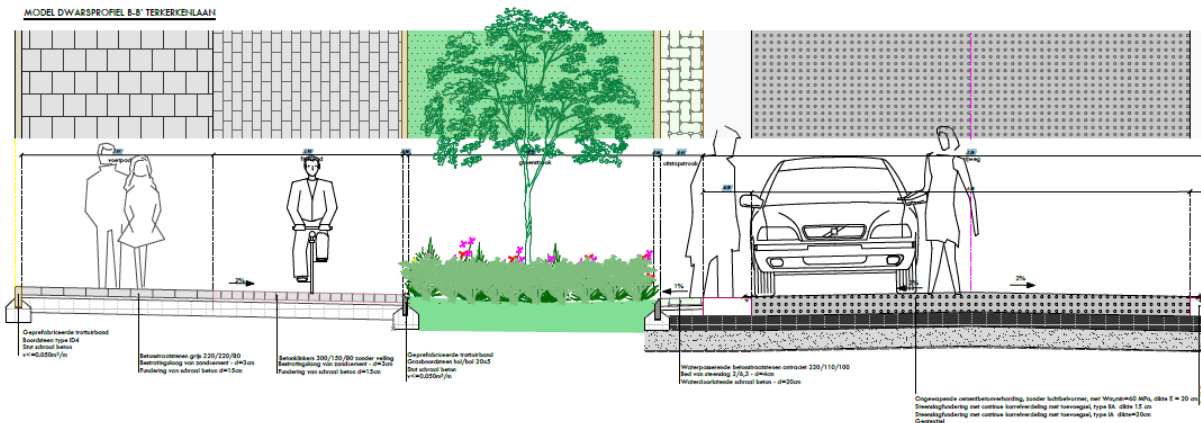 MODEL DWARSPROFIEL B-B' TERKERKENLAAN
voetpad
fietspad
groenstrook
uitstapstrook
rijweg
2%
1%
2%
2%
Geprefabriceerde trottoirband
Boordsteen type ID4
Stut schraal beton
v<=0.050m³/m
Betonstraatstenen grijs 220/220/80
Bestratingslaag van zandcement - d=3cm
Fundering van schraal beton d=15cm
Betonklinkers 300/150/80 zonder velling
Bestratingslaag van zandcement - d=3cm
Fundering van schraal beton d=15cm
Geprefabriceerde trottoirband
Grasboordsteen hol/bol 20x5
Stut schraal beton
v<=0.050m³/m
Waterpasserende betonstraatstenen antraciet 220/110/100
Bed van steenslag 2/6,3 - d=4cm
Waterdoorlatende schraal beton - d=20cm
Ongewapende cementbetonverharding, zonder luchtbelvormer, met Wn,min=60 MPa, dikte E = 20 cm
Steenslagfundering met continue korrelverdeling met toevoegsel, type IIA dikte 15 cm
Steenslagfundering met continue korrelverdeling met toevoegsel, type IA dikte=20cm
Geotextiel